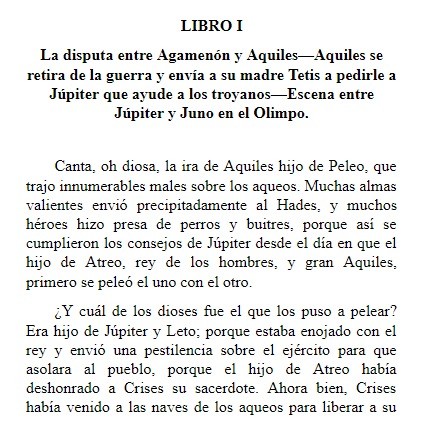 LIBRO I
La disputa entre Agamenón y Aquiles—Aquiles se
retira de la guerra y envía a su madre Tetis a pedirle a
Júpiter que ayude a los troyanos—Escena entre
Júpiter y Juno en el Olimpo.
Canta, oh diosa, la ira de Aquiles hijo de Peleo, que
trajo innumerables males sobre los aqueos. Muchas almas
valientes envió precipitadamente al Hades, y muchos
héroes hizo presa de perros y buitres, porque así se
cumplieron los consejos de Júpiter desde el día en que el
hijo de Atreo, rey de los hombres, y gran Aquiles,
primero se peleó el uno con el otro.
¿Y cuál de los dioses fue el que los puso a pelear?
Era hijo de Júpiter y Leto; porque estaba enojado con el
rey y envió una pestilencia sobre el ejército para que
asolara al pueblo, porque el hijo de Atreo había
deshonrado a Crises su sacerdote. Ahora bien, Crises
había venido a las naves de los aqueos para liberar a su